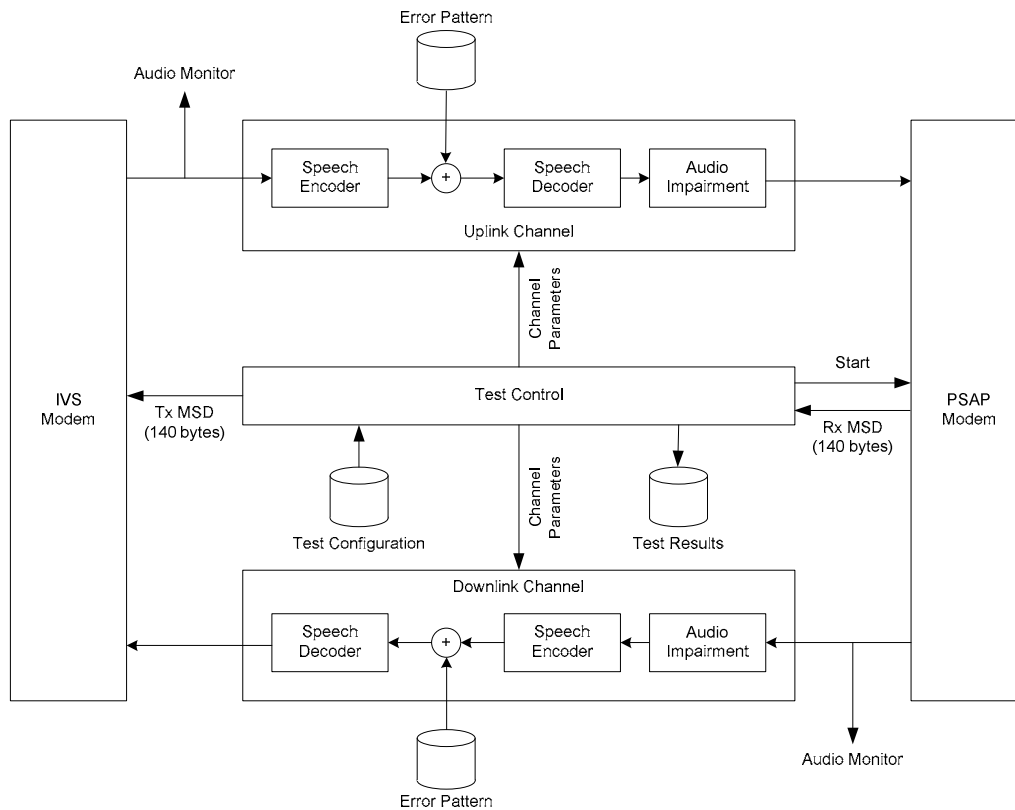 Error Pattern
Audio Monitor
Speech
Encoder
+
Speech
Decoder
Audio
Impairment
Uplink Channel
Channel
Parameters
IVS
Modem
Tx MSD
(140 bytes)
Test Control
Start
Rx MSD
(140 bytes)
PSAP
Modem
Test Configuration
Channel
Parameters
Test Results
Downlink Channel
Speech
Decoder
+
Speech
Encoder
Audio
Impairment
Audio Monitor
Error Pattern